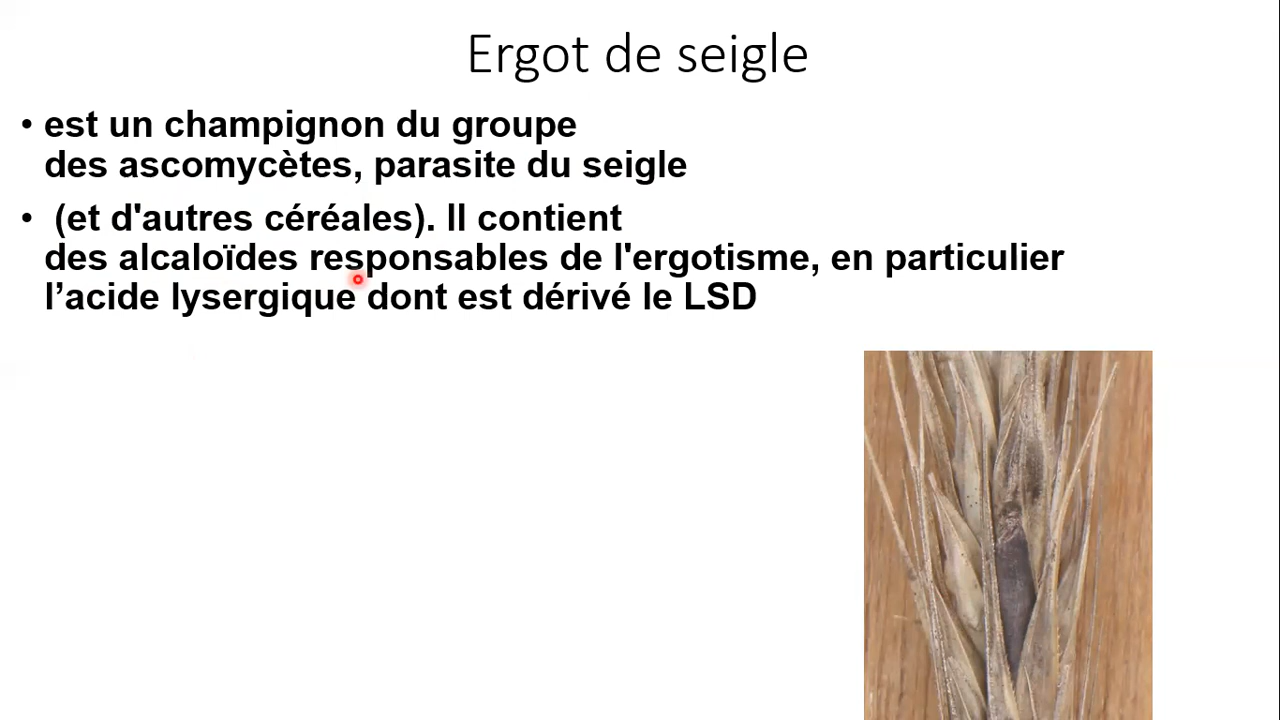 Ergot de seigle
• est un champignon du groupe
des ascomycètes, parasite du seigle
• (et d'autres céréales). Il contient
des alcaloïdes responsables de l'ergotisme, en particulier
l’acide lysergique dont est dérivé le LSD